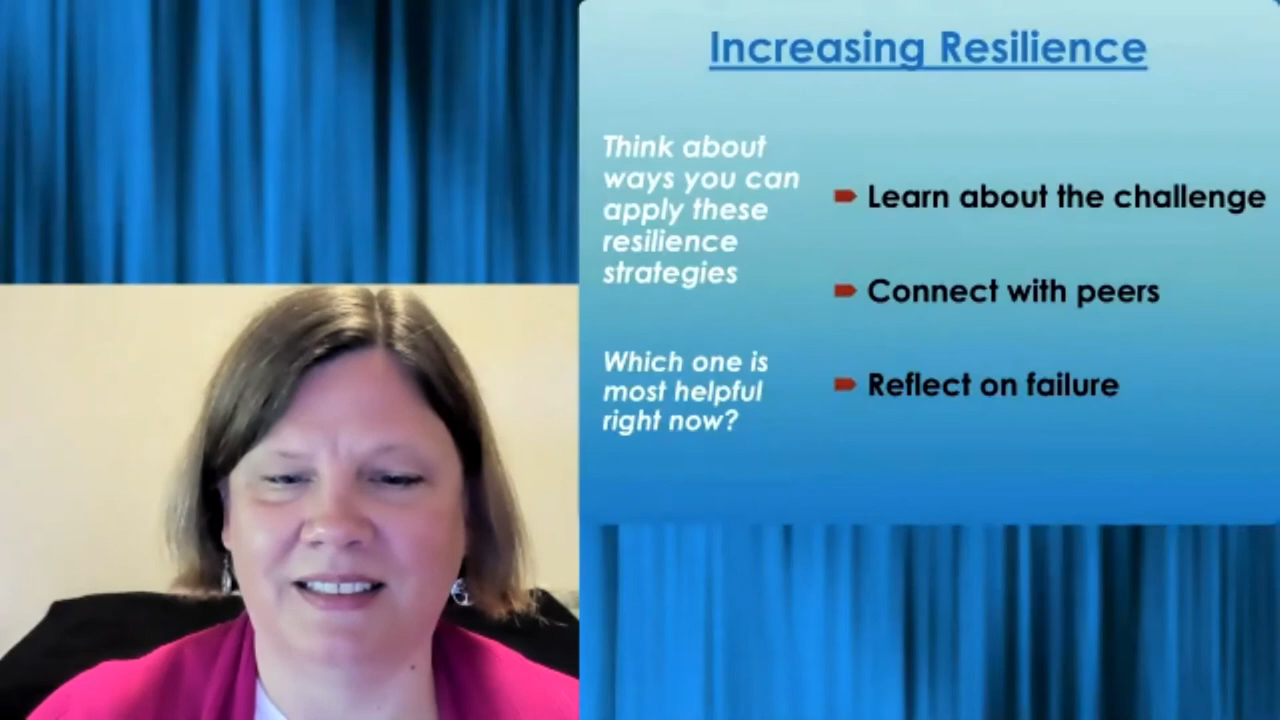 Increasing Resilience
Think about
ways you can
apply these
resilience
strategies
Which one is
most helpful
right now?
Learn about the challenge
Connect with peers
Reflect on failure